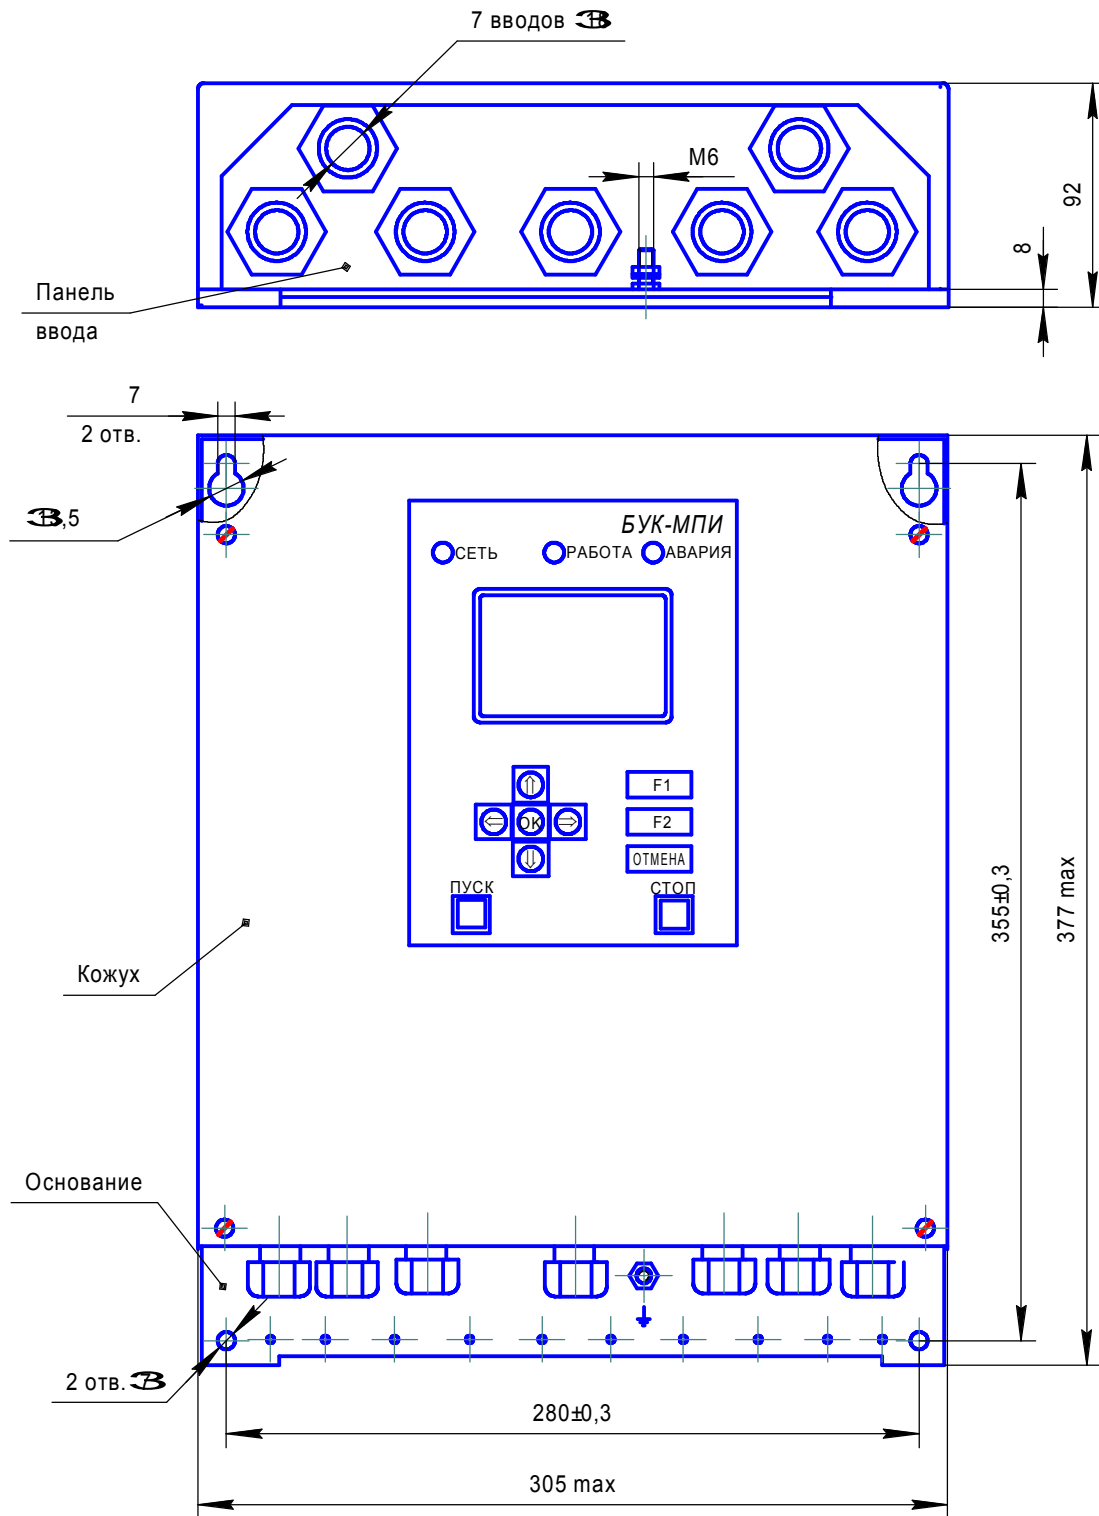 7 вводов
М6
92
8
Панель
ввода
7
2 отв.
,5
БУК-МПИ
СЕТЬ
РАБОТА
АВАРИЯ
F1
OK
F2
ОТМЕНА
ПУСК
СТОП
355±0,3
377 max
Кожух
Основание
2 отв.
280±0,3
305 max